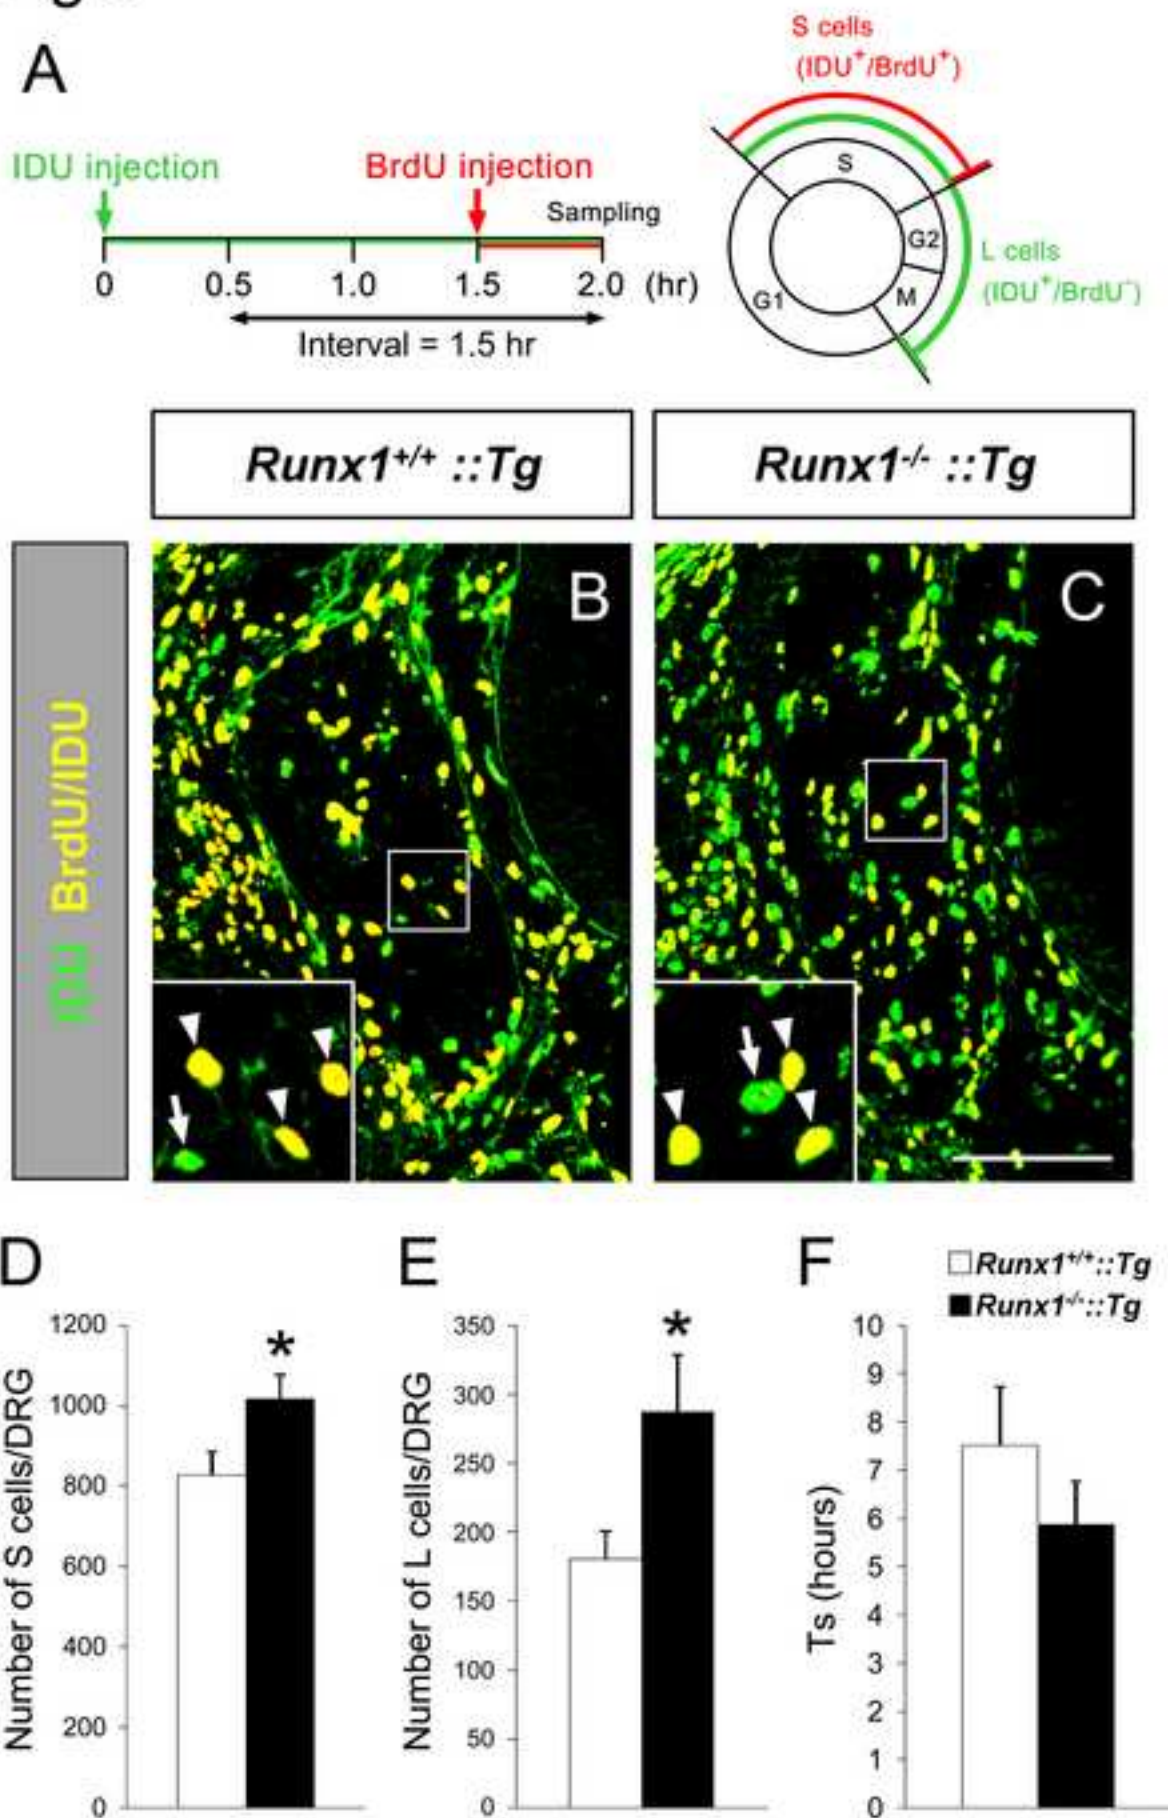 A
S cells
(IDU+/BrdU+)
IDU injection
BrdU injection
Sampling
0 0.5 1.0 1.5 2.0 (hr)
Interval = 1.5 hr
S
G2
M
G1
L cells
(IDU+/BrdU-)
Runx1+/+ ::Tg
Runx1-/- ::Tg
IDU BrdU/IDU
B
C
D
Number of S cells/DRG
1200
1000
800
600
400
200
0
*
E
Number of L cells/DRG
350
300
250
200
150
100
50
0
*
F
Runx1+/+::Tg
Runx1-/-::Tg
Ts (hours)
10
9
8
7
6
5
4
3
2
1
0